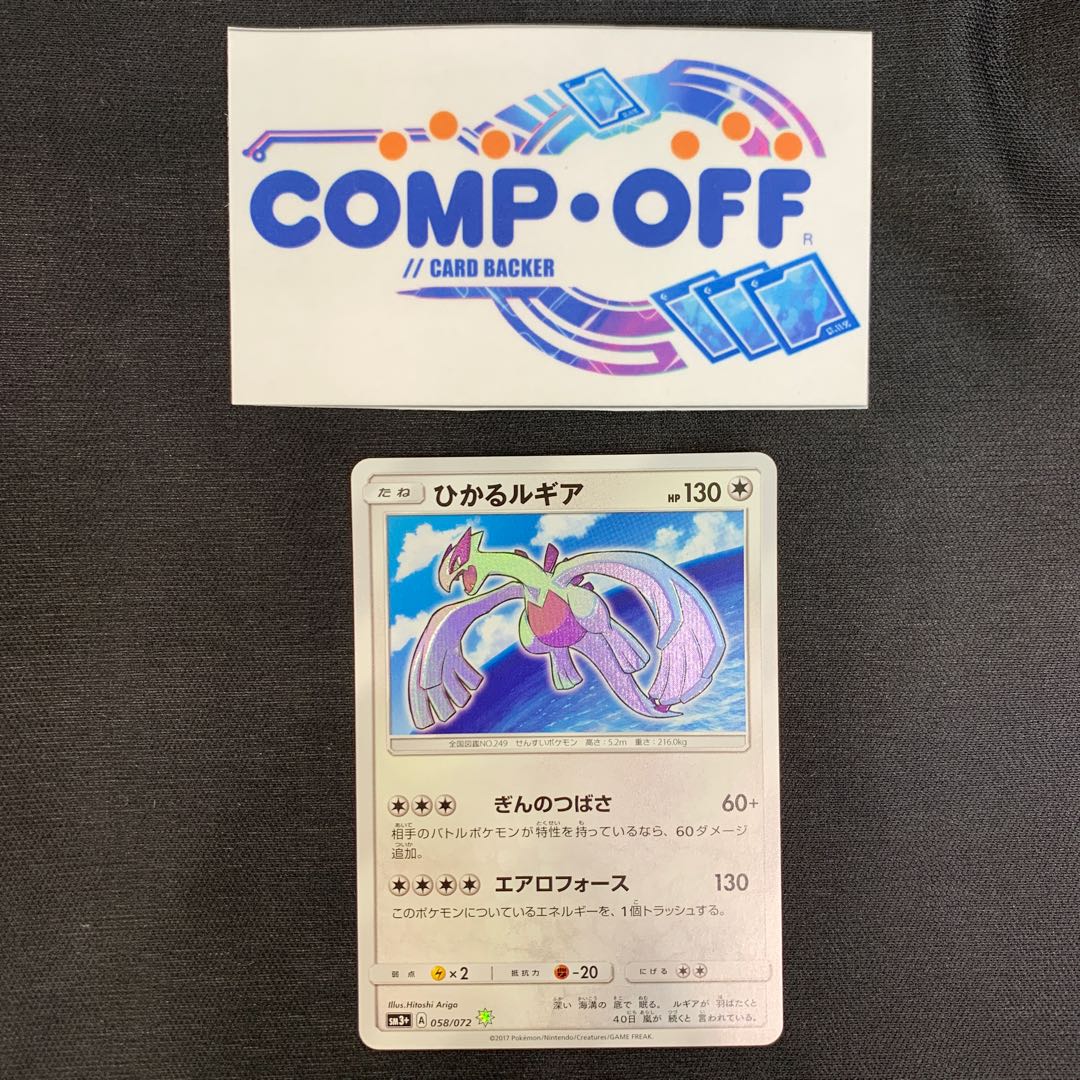 COMP・OFF
R
// CARD BACKER
たね ひかるルギア HP 130
全国図鑑NO.249 せんすいポケモン 高さ:5.2m 重さ:216.0kg
ぎんのつばさ 60+
相手のバトルポケモンが特性を持っているなら、60ダメージ
追加。
エアロフォース 130
このポケモンについているエネルギーを、1個トラッシュする。
弱点 ×2 抵抗力 -20 にげる
Illus.Hitoshi Ariga
SM3+ A 058/072
深い 海溝の 底で 眠る。 ルギアが 羽ばたくと
40日 嵐が 続くと 言われている。
©2017 Pokémon/Nintendo/Creatures/GAME FREAK.